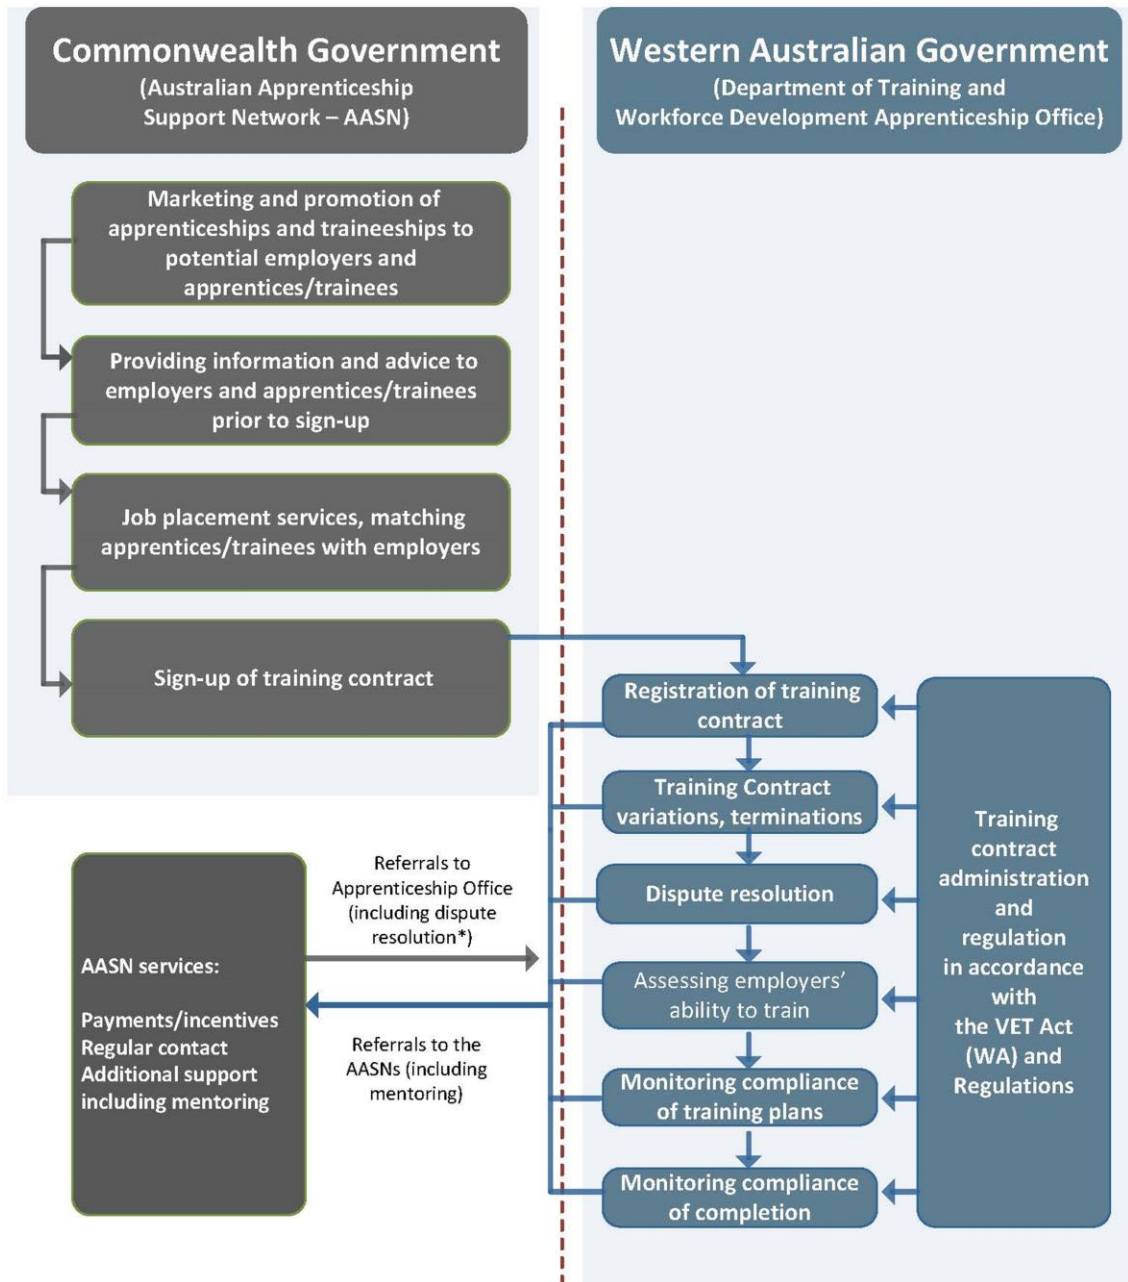 Commonwealth Government
(Australian Apprenticeship
Support Network – AASN)
Western Australian Government
(Department of Training and
Workforce Development Apprenticeship Office)
Marketing and promotion of
apprenticeships and traineeships to
potential employers and
apprentices/trainees
Providing information and advice to
employers and apprentices/trainees
prior to sign-up
Job placement services, matching
apprentices/trainees with employers
Sign-up of training contract
Registration of training
contract
Training Contract
variations, terminations
Dispute resolution
Assessing employers’
ability to train
Monitoring compliance
of training plans
Monitoring compliance
of completion
Training
contract
administration
and
regulation
in accordance
with
the VET Act
(WA) and
Regulations
AASN services:
Payments/incentives
Regular contact
Additional support
including mentoring
Referrals to
Apprenticeship Office
(including dispute
resolution*)
Referrals to the
AASNs (including
mentoring)